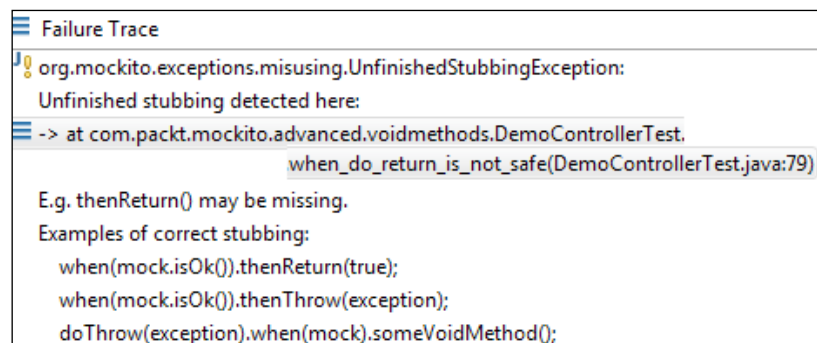 Failure Trace
org.mockito.exceptions.misusing.UnfinishedStubbingException:
Unfinished stubbing detected here:
-> at com.packt.mockito.advanced.voidmethods.DemoControllerTest.
.when_do_return_is_not_safe(DemoControllerTest.java:79)
E.g. thenReturn() may be missing.
Examples of correct stubbing:
when(mock.isOk()).thenReturn(true);
when(mock.isOk()).thenThrow(exception);
doThrow(exception).when(mock).someVoidMethod();